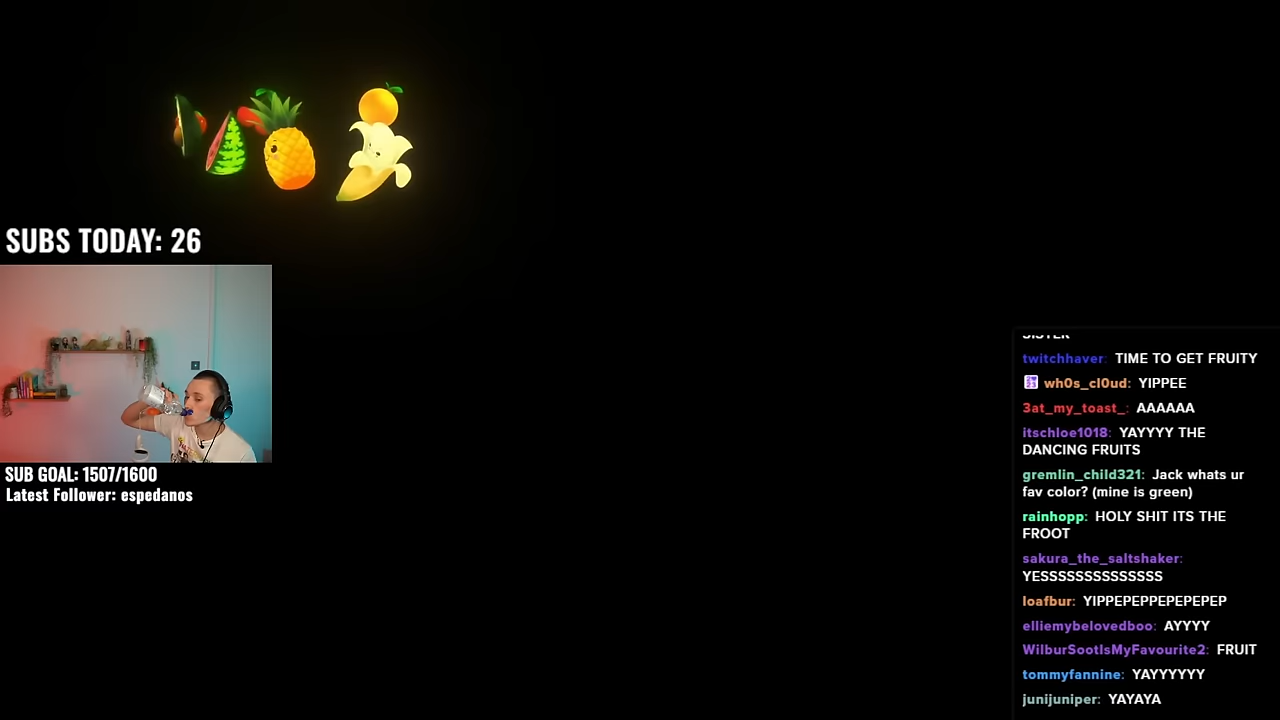 SUBS TODAY: 26
SUB GOAL: 1507/1600
Latest Follower: espedanos
SISTER
twitchhaver: TIME TO GET FRUITY
wh0s_cl0ud: YIPPEE
3at_my_toast_: AAAAAA
itschloe1018: YAYYYY THE
DANCING FRUITS
gremlin_child321: Jack whats ur
fav color? (mine is green)
rainhopp: HOLY SHIT ITS THE
FROOT
sakura_the_saltshaker:
YESSSSSSSSSSSSSS
loafbur: YIPPEPEPPEPEPEPEP
elliemybelovedboo: AYYYY
WilburSootIsMyFavourite2: FRUIT
tommyfannine: YAYYYYYY
junijuniper: YAYAYA